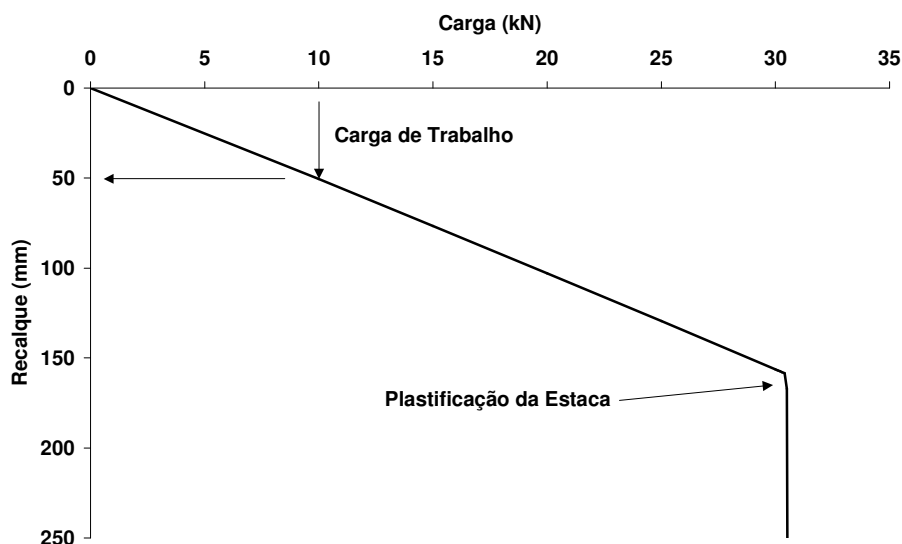 Carga (kN)
0 5 10 15 20 25 30 35
0
Carga de Trabalho
50
100
Recalque (mm)
150
Plastificação da Estaca
200
250